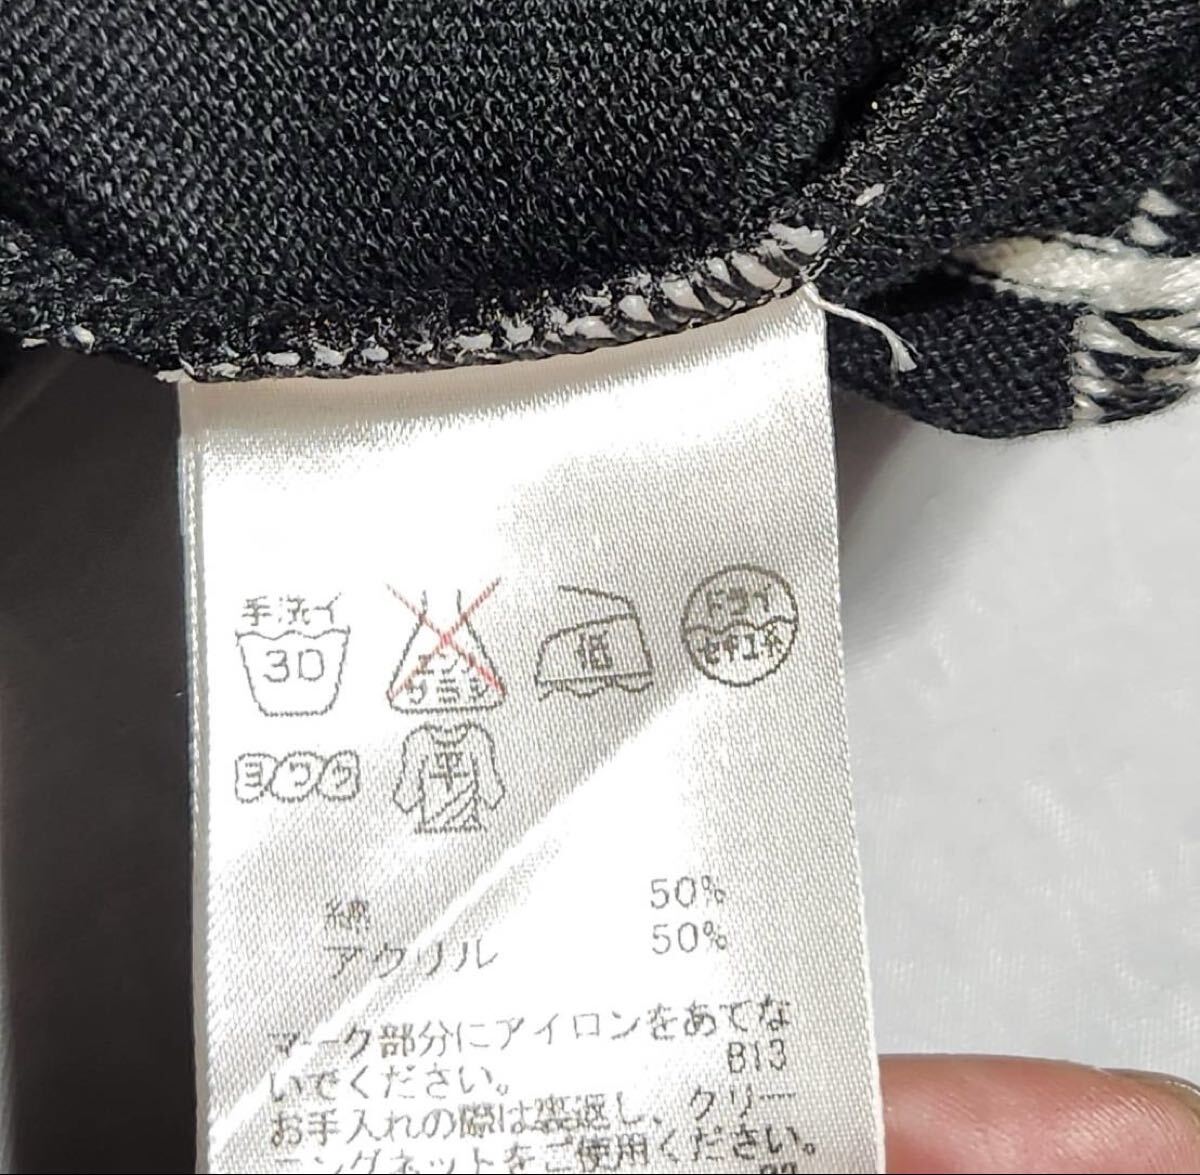 手洗イ
30
エンソ
サラシ
低
ドライ
セキユ系
ヨワク
平
綿 50%
アクリル 50%
マーク部分にアイロンをあてな
いでください。 B13
お手入れの際は裏返し、クリー
ニングネットをご使用ください。